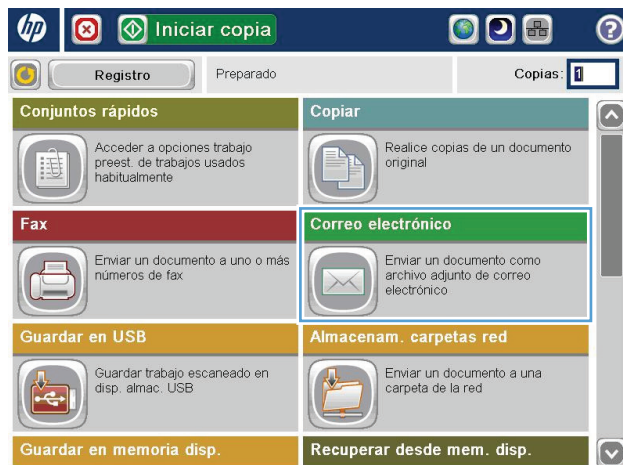 hp
Iniciar copia
?
Registro
Preparado
Copias: 1
Conjuntos rápidos
Acceder a opciones trabajo
preest. de trabajos usados
habitualmente
Copiar
Realice copias de un documento
original
Fax
Enviar un documento a uno o más
números de fax
Correo electrónico
Enviar un documento como
archivo adjunto de correo
electrónico
Guardar en USB
Guardar trabajo escaneado en
disp. almac. USB
Almacenam. carpetas red
Enviar un documento a una
carpeta de la red
Guardar en memoria disp.
Recuperar desde mem. disp.